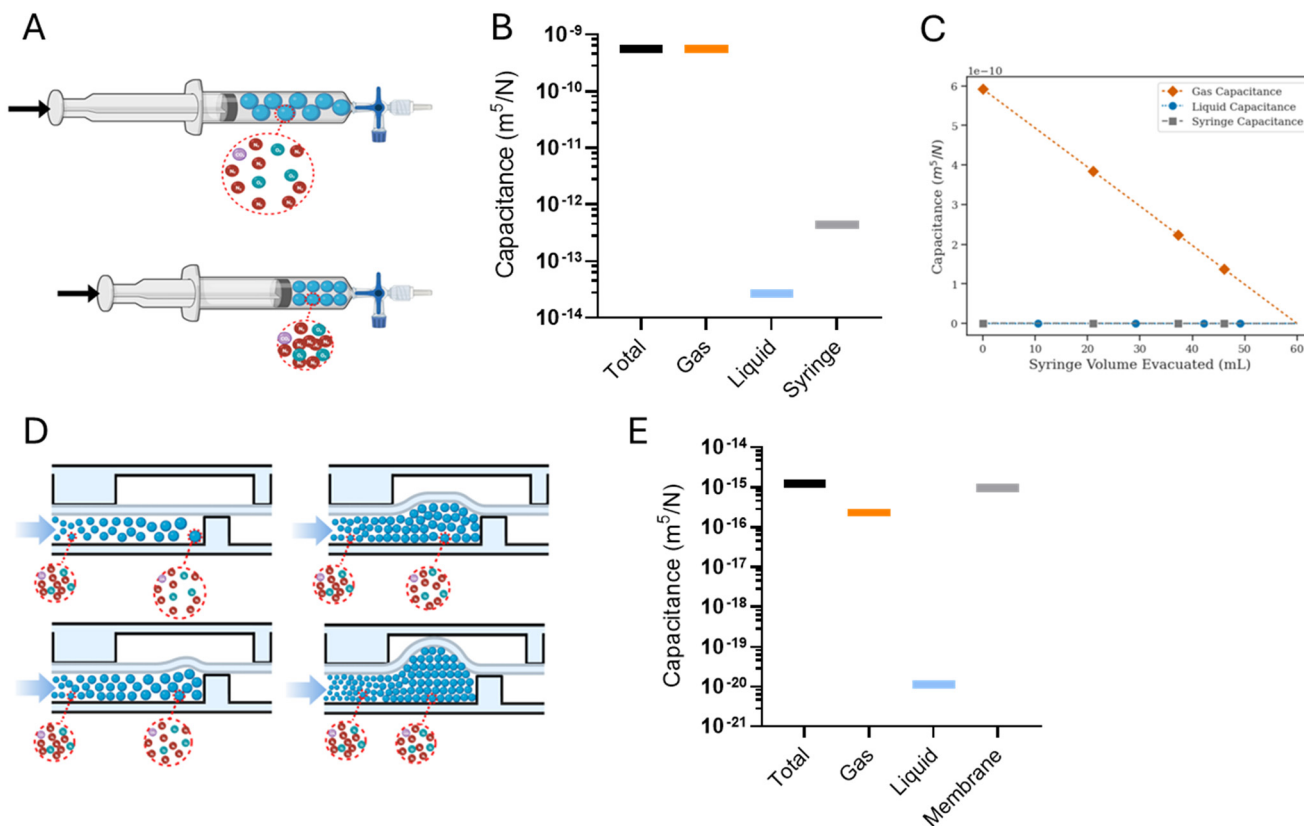 A
B
Capacitance (m⁵/N)
10⁻⁹
10⁻¹⁰
10⁻¹¹
10⁻¹²
10⁻¹³
10⁻¹⁴
Total
Gas
Liquid
Syringe
C
1e−10
Gas Capacitance
Liquid Capacitance
Syringe Capacitance
Capacitance (m⁵/N)
6
5
4
3
2
1
0
0 10 20 30 40 50 60
Syringe Volume Evacuated (mL)
D
E
Capacitance (m⁵/N)
10⁻¹⁴
10⁻¹⁵
10⁻¹⁶
10⁻¹⁷
10⁻¹⁸
10⁻¹⁹
10⁻²⁰
10⁻²¹
Total
Gas
Liquid
Membrane